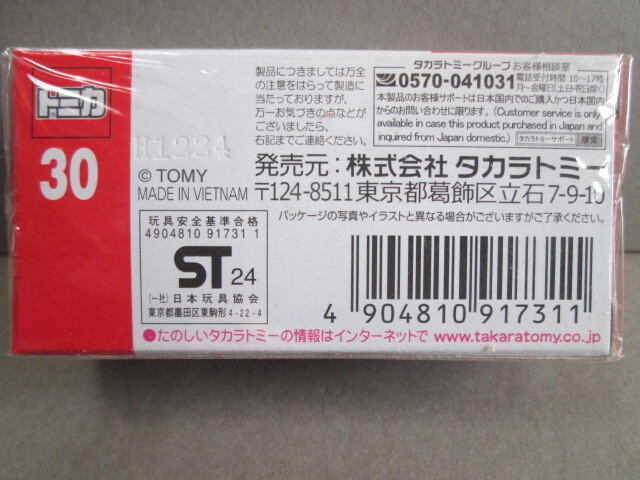 トミカ
30
製品につきましては万全
の注意をはらって製造に
当たっておりますが、
万一お気づきの点などが
ございましたら、
右記までご連絡ください。
タカラトミーグループ お客様相談室
0570-041031
電話受付時間 10〜17時
月〜金曜日(土・日・祝日除く)
本製品のお客様サポートは日本国内でのご購入かつ日本国内
からのお問い合わせに限ります。(Customer service is only
available in case this product purchased in Japan and
inquired from Japan domestic.)
タカラトミーサポート 検索
H1224
© TOMY
MADE IN VIETNAM
発売元：株式会社 タカラトミー
〒124-8511 東京都葛飾区立石7-9-10
パッケージの写真やイラストと異なる場合がございますがご了承ください。
玩具安全基準合格
4904810 91731 1
ST 24
(一社)日本玩具協会
東京都墨田区東駒形4-22-4
4 904810 917311
●たのしいタカラトミーの情報はインターネットで www.takaratomy.co.jp